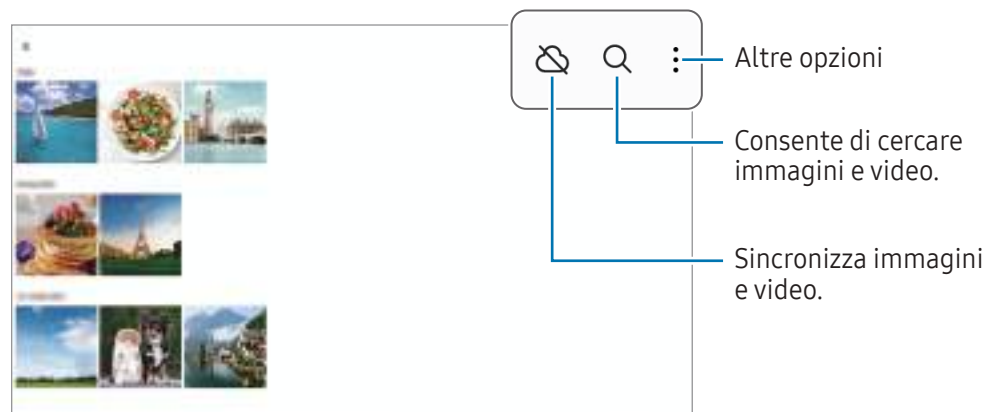 Altre opzioni
Consente di cercare
immagini e video.
Sincronizza immagini
e video.